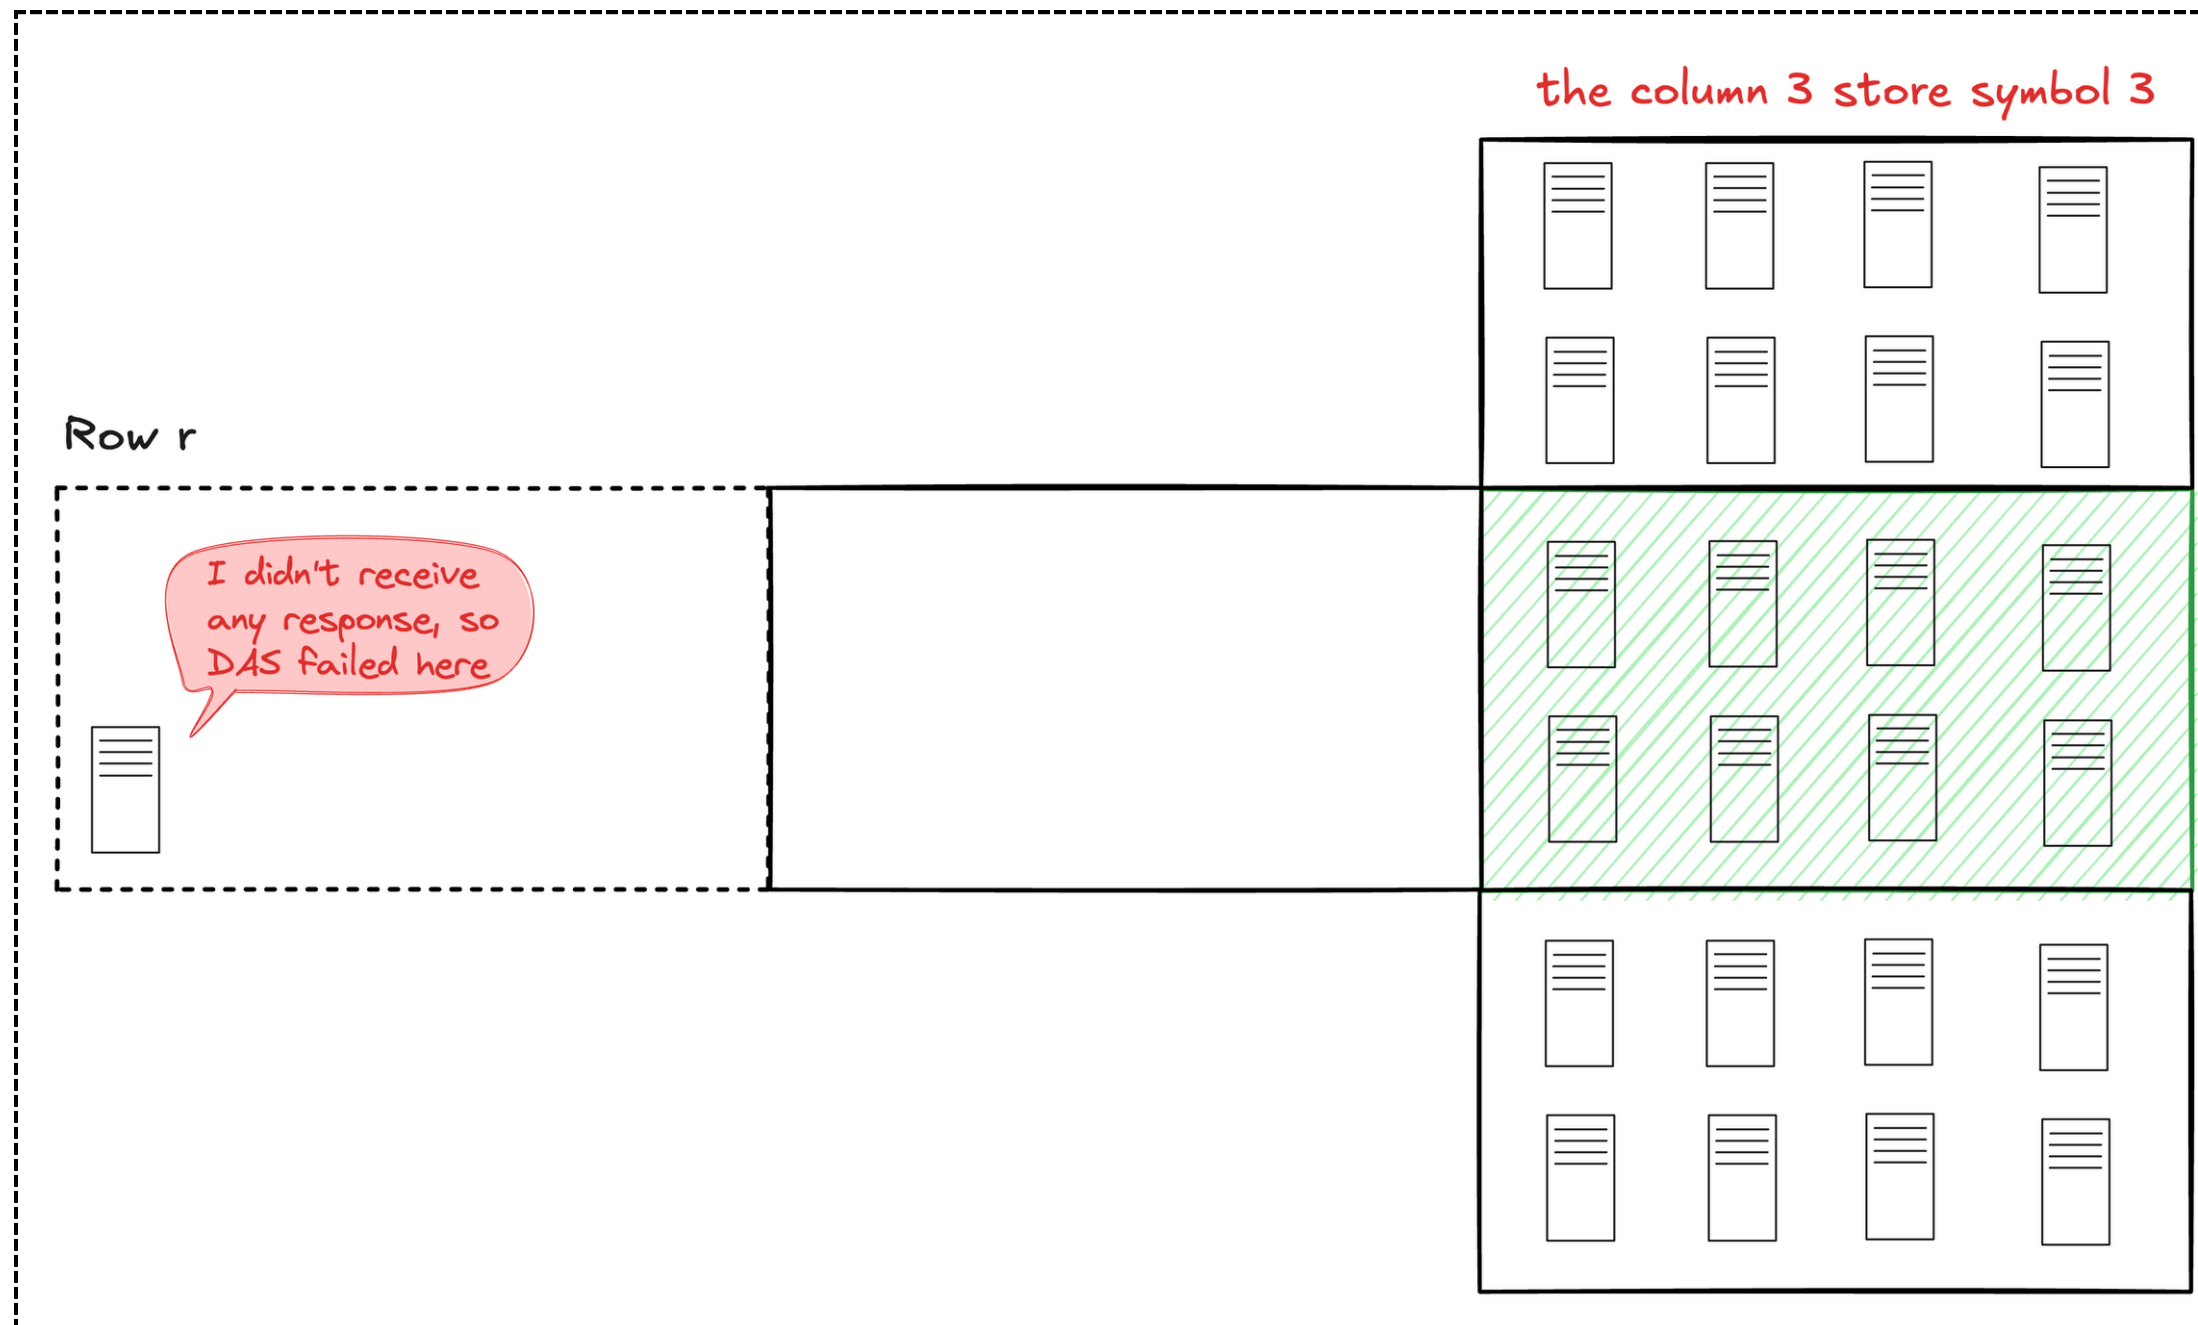 the column 3 store symbol 3
Row r
I didn't receive
any response, so
DAS failed here